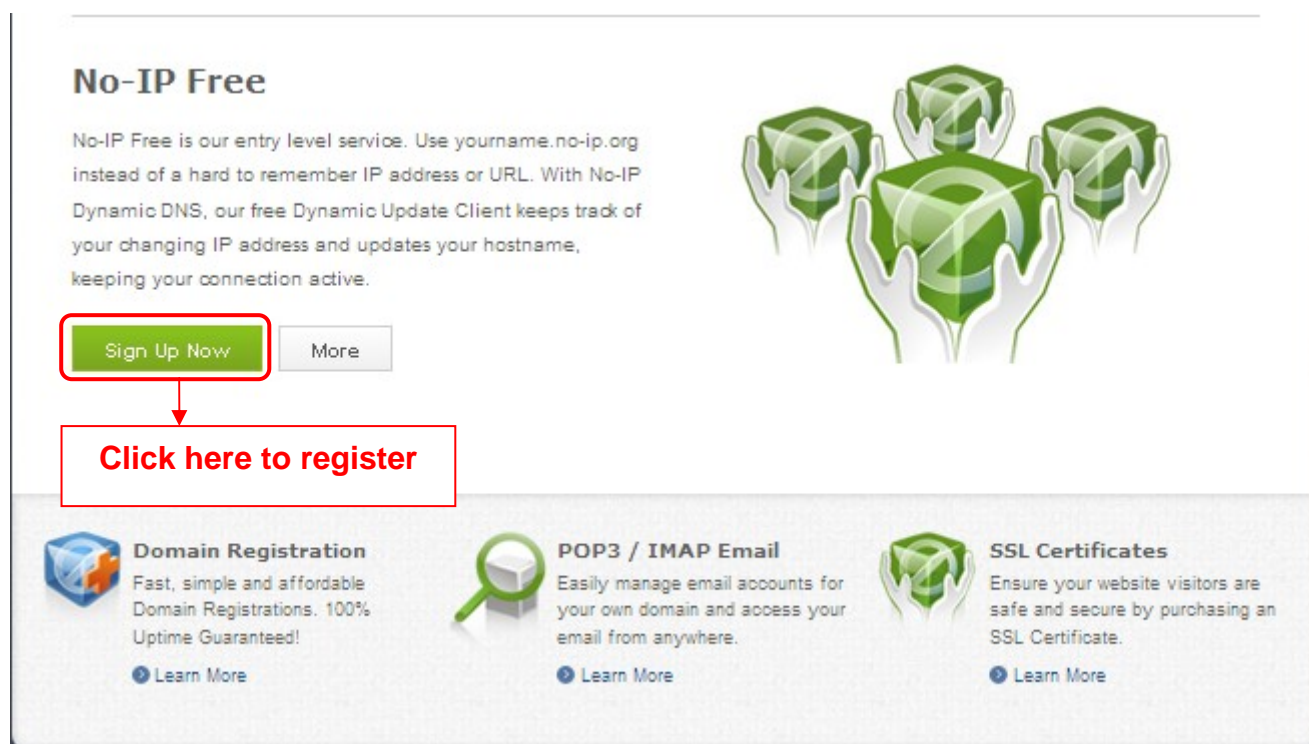 No-IP Free
No-IP Free is our entry level service. Use yourname.no-ip.org
instead of a hard to remember IP address or URL. With No-IP
Dynamic DNS, our free Dynamic Update Client keeps track of
your changing IP address and updates your hostname,
keeping your connection active.
Sign Up Now
More
Click here to register
Domain Registration
Fast, simple and affordable
Domain Registrations. 100%
Uptime Guaranteed!
Learn More
POP3 / IMAP Email
Easily manage email accounts for
your own domain and access your
email from anywhere.
Learn More
SSL Certificates
Ensure your website visitors are
safe and secure by purchasing an
SSL Certificate.
Learn More